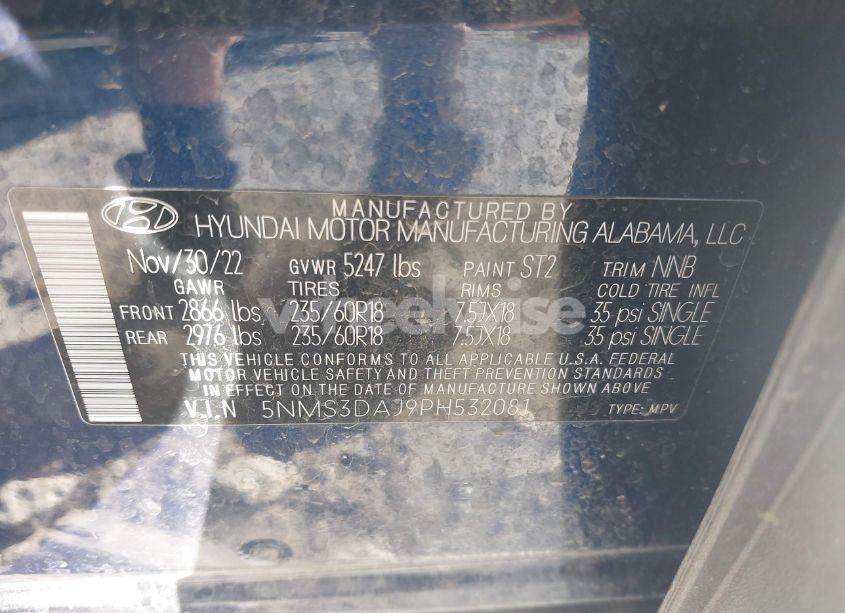 MANUFACTURED BY
HYUNDAI MOTOR MANUFACTURING ALABAMA, LLC
Nov/30/22 GVWR 5247 lbs PAINT ST2 TRIM NNB
GAWR TIRES RIMS COLD TIRE INFL
FRONT 2866 lbs 235/60R18 7.5JX18 35 psi SINGLE
REAR 2976 lbs 235/60R18 7.5JX18 35 psi SINGLE
THIS VEHICLE CONFORMS TO ALL APPLICABLE U.S.A. FEDERAL
MOTOR VEHICLE SAFETY AND THEFT PREVENTION STANDARDS
IN EFFECT ON THE DATE OF MANUFACTURE SHOWN ABOVE
V.I.N 5NMS3DAJ9PH532081 TYPE: MPV